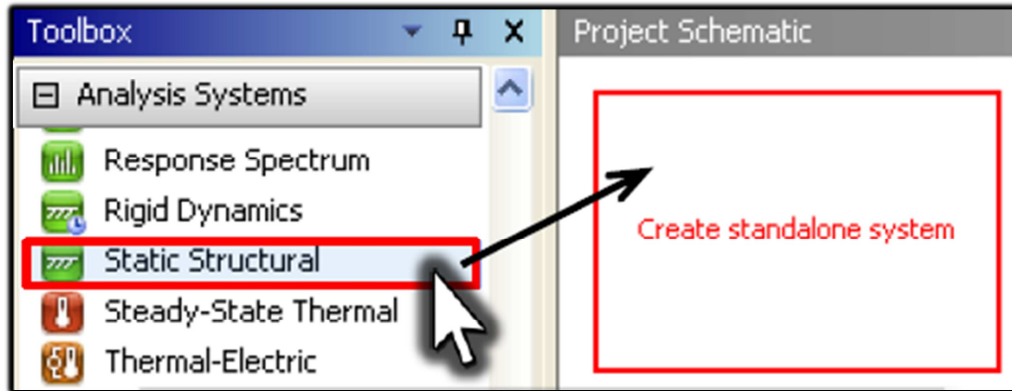 Toolbox
Project Schematic
Analysis Systems
Response Spectrum
Rigid Dynamics
Static Structural
Steady-State Thermal
Thermal-Electric
Create standalone system